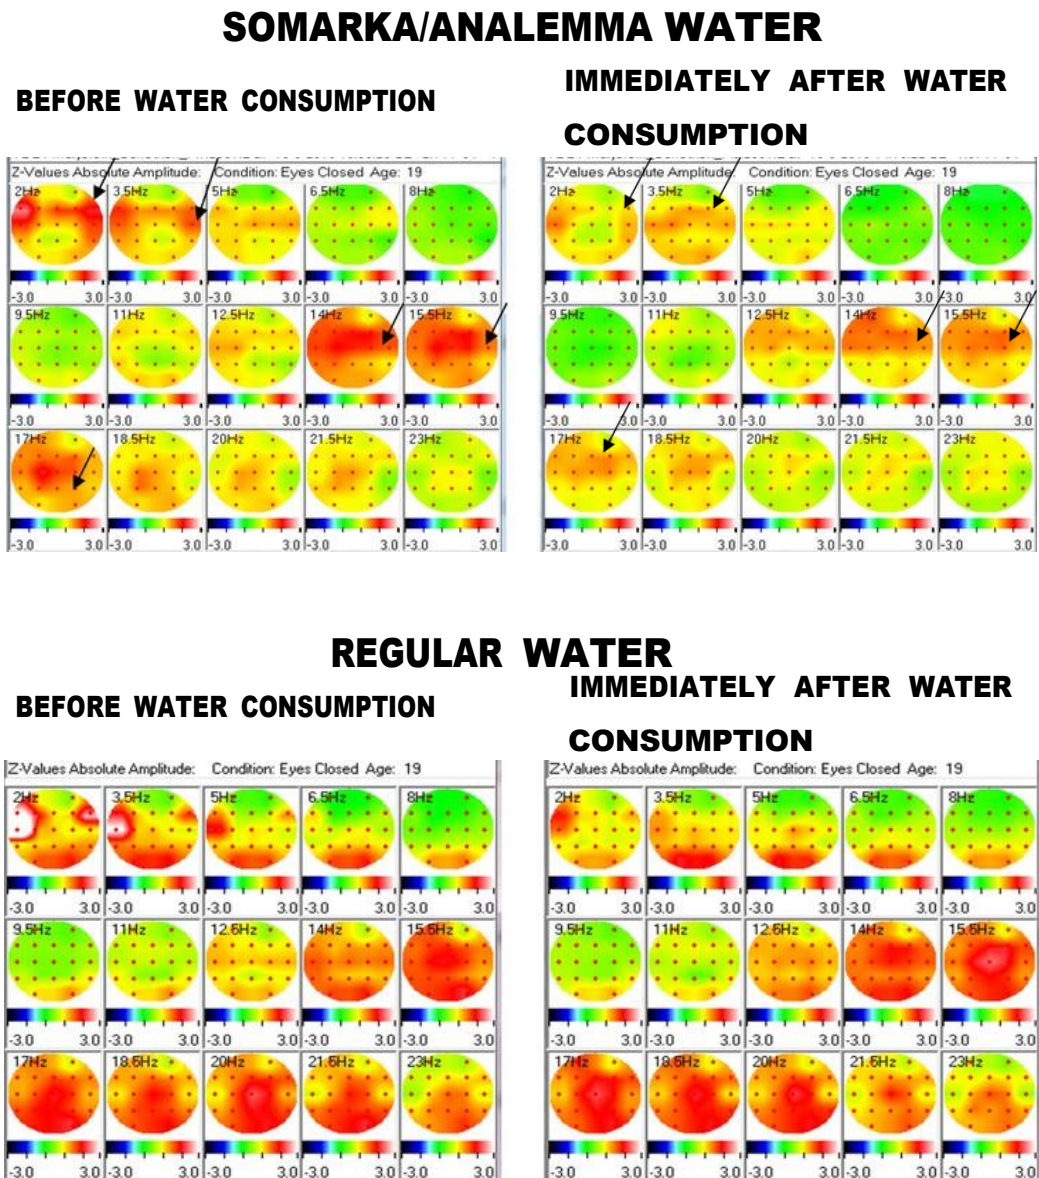 SOMARKA/ANALEMMA WATER
BEFORE WATER CONSUMPTION
IMMEDIATELY AFTER WATER
CONSUMPTION
Z-Values Absolute Amplitude: Condition: Eyes Closed Age: 19
2Hz 3.5Hz 5Hz 6.5Hz 8Hz
-3.0 3.0 -3.0 3.0 -3.0 3.0 -3.0 3.0 -3.0 3.0
9.5Hz 11Hz 12.5Hz 14Hz 15.5Hz
-3.0 3.0 -3.0 3.0 -3.0 3.0 -3.0 3.0 -3.0 3.0
17Hz 18.5Hz 20Hz 21.5Hz 23Hz
-3.0 3.0 -3.0 3.0 -3.0 3.0 -3.0 3.0 -3.0 3.0
Z-Values Absolute Amplitude: Condition: Eyes Closed Age: 19
2Hz 3.5Hz 5Hz 6.5Hz 8Hz
-3.0 3.0 -3.0 3.0 -3.0 3.0 -3.0 3.0 -3.0 3.0
9.5Hz 11Hz 12.5Hz 14Hz 15.5Hz
-3.0 3.0 -3.0 3.0 -3.0 3.0 -3.0 3.0 -3.0 3.0
17Hz 18.5Hz 20Hz 21.5Hz 23Hz
-3.0 3.0 -3.0 3.0 -3.0 3.0 -3.0 3.0 -3.0 3.0
REGULAR WATER
BEFORE WATER CONSUMPTION
IMMEDIATELY AFTER WATER
CONSUMPTION
Z-Values Absolute Amplitude: Condition: Eyes Closed Age: 19
2Hz 3.5Hz 5Hz 6.5Hz 8Hz
-3.0 3.0 -3.0 3.0 -3.0 3.0 -3.0 3.0 -3.0 3.0
9.5Hz 11Hz 12.5Hz 14Hz 15.5Hz
-3.0 3.0 -3.0 3.0 -3.0 3.0 -3.0 3.0 -3.0 3.0
17Hz 18.5Hz 20Hz 21.5Hz 23Hz
-3.0 3.0 -3.0 3.0 -3.0 3.0 -3.0 3.0 -3.0 3.0
Z-Values Absolute Amplitude: Condition: Eyes Closed Age: 19
2Hz 3.5Hz 5Hz 6.5Hz 8Hz
-3.0 3.0 -3.0 3.0 -3.0 3.0 -3.0 3.0 -3.0 3.0
9.5Hz 11Hz 12.5Hz 14Hz 15.5Hz
-3.0 3.0 -3.0 3.0 -3.0 3.0 -3.0 3.0 -3.0 3.0
17Hz 18.5Hz 20Hz 21.5Hz 23Hz
-3.0 3.0 -3.0 3.0 -3.0 3.0 -3.0 3.0 -3.0 3.0